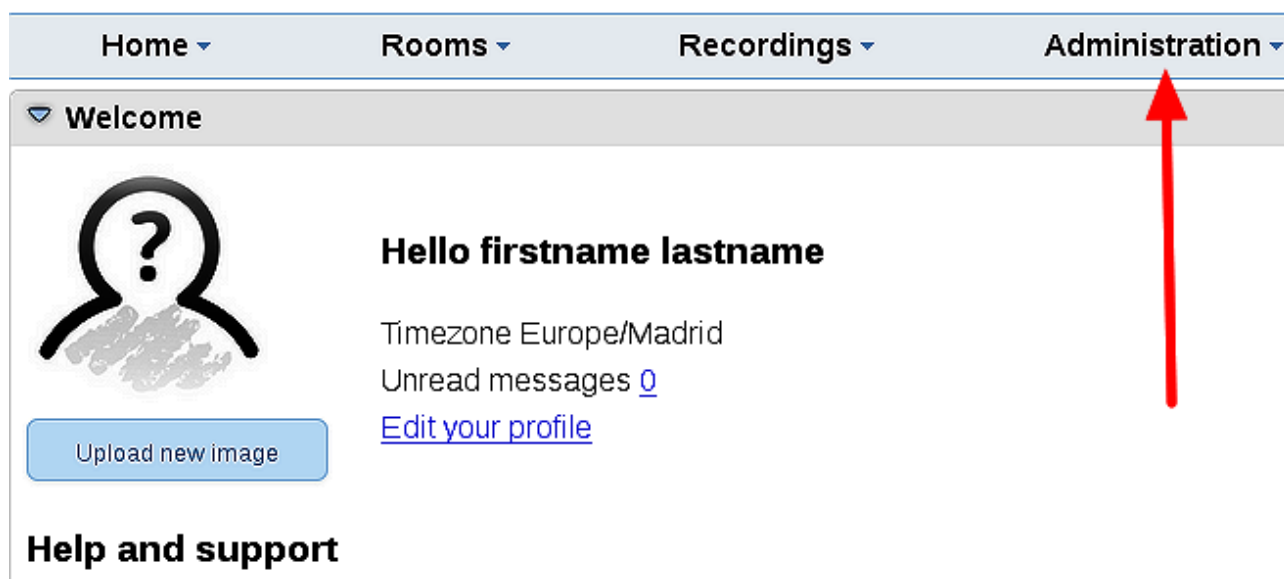 Home Rooms Recordings Administration
Welcome
?
Hello firstname lastname
Timezone Europe/Madrid
Unread messages 0
Edit your profile
Upload new image
Help and support